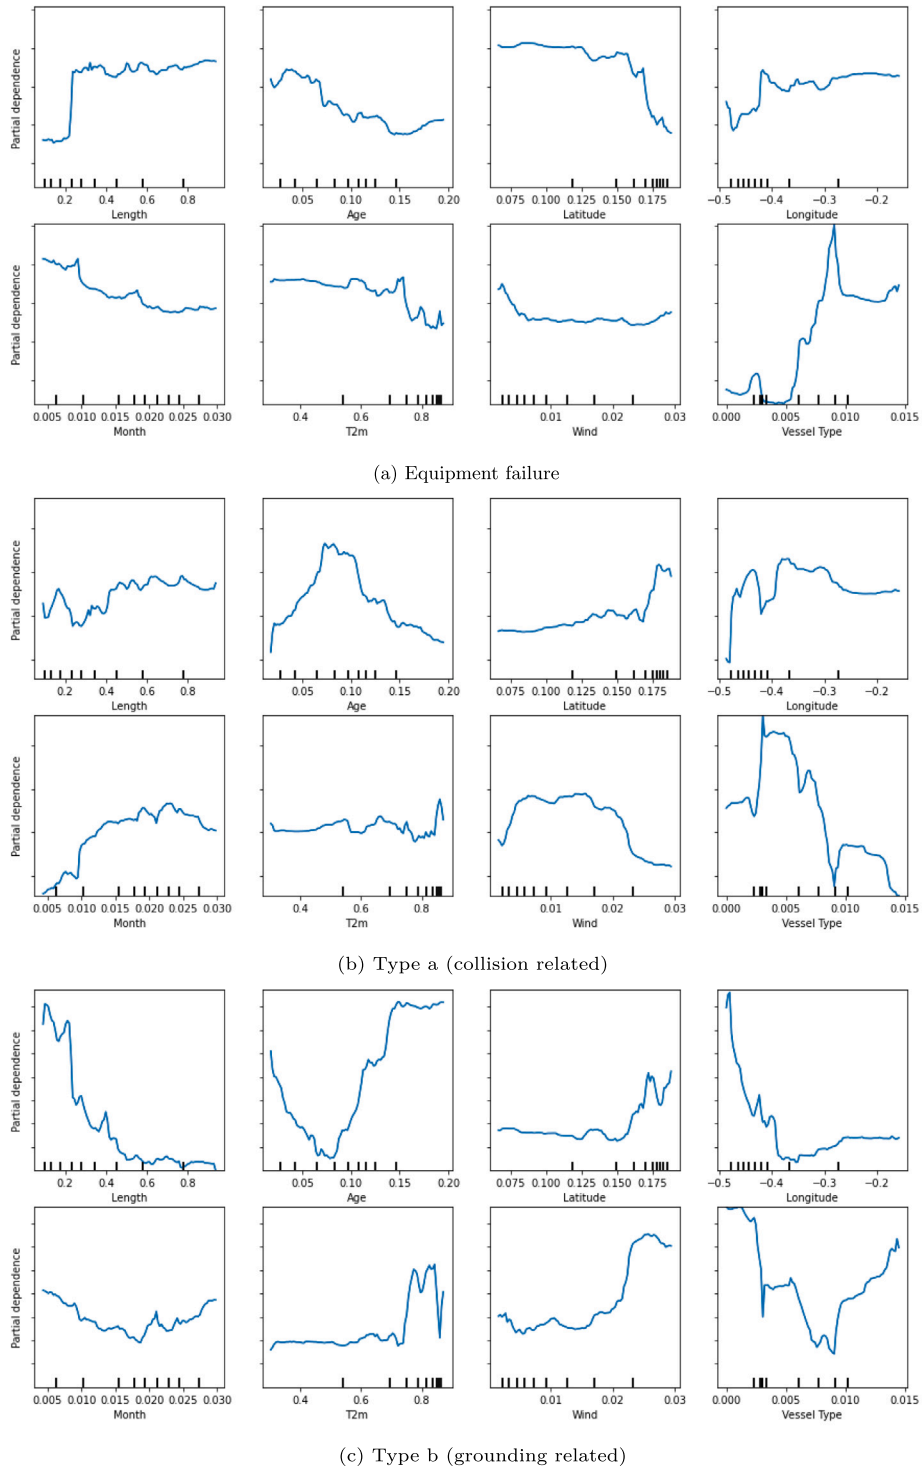 Partial dependence
0.2 0.4 0.6 0.8
0.00 0.05 0.10 0.15 0.20
0.075 0.100 0.125 0.150 0.175
−0.5 −0.4 −0.3 −0.2
Length
Age
Latitude
Longitude
Partial dependence
0.005 0.010 0.015 0.020 0.025 0.030
0.4 0.6 0.8
0.01 0.03
0.000 0.005 0.010 0.015
Month
T2m
Wind
Vessel Type
(a) Equipment failure
Partial dependence
0.2 0.4 0.6 0.8
0.00 0.05 0.10 0.15 0.20
0.075 0.100 0.125 0.150 0.175
−0.5 −0.4 −0.3 −0.2
Length
Age
Latitude
Longitude
Partial dependence
0.005 0.010 0.015 0.020 0.025 0.030
0.4 0.6 0.8
0.01 0.03
0.000 0.005 0.010 0.015
Month
T2m
Wind
Vessel Type
(b) Type a (collision related)
Partial dependence
0.2 0.4 0.6 0.8
0.00 0.05 0.10 0.15 0.20
0.075 0.100 0.125 0.150 0.175
−0.5 −0.4 −0.3 −0.2
Length
Age
Latitude
Longitude
Partial dependence
0.005 0.010 0.015 0.020 0.025 0.030
0.4 0.6 0.8
0.01 0.03
0.000 0.005 0.010 0.015
Month
T2m
Wind
Vessel Type
(c) Type b (grounding related)